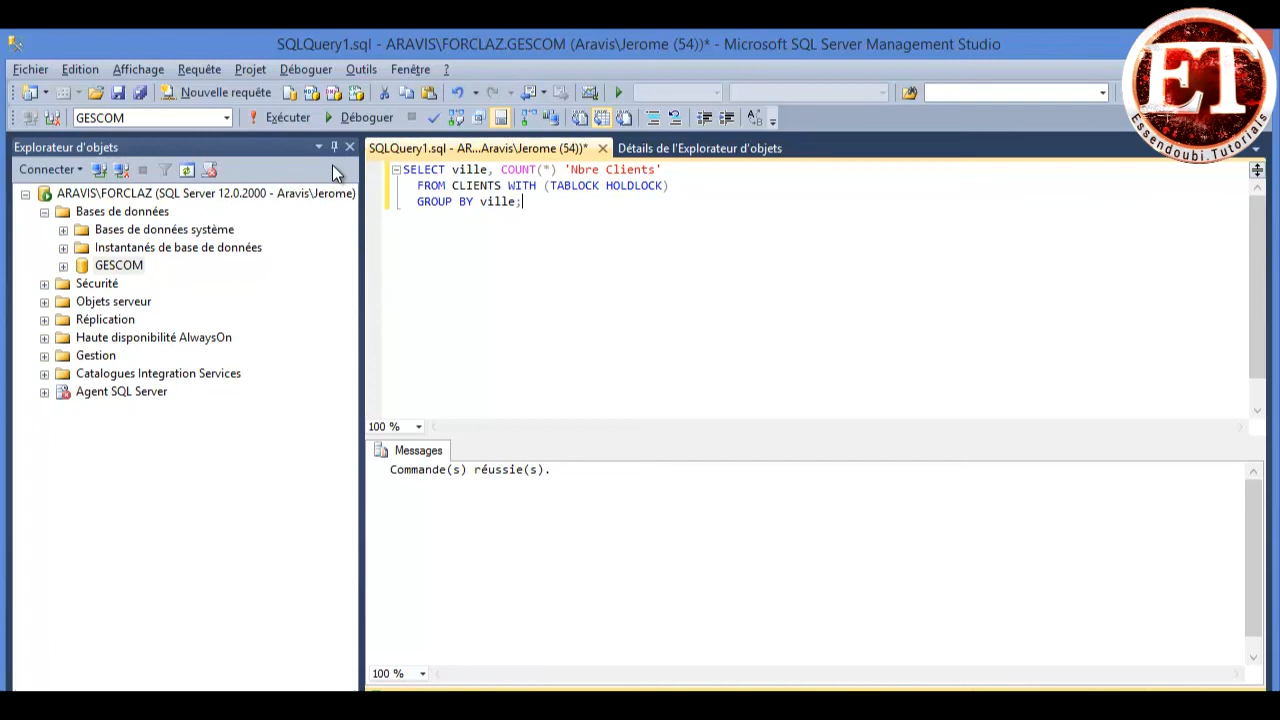 SQLQuery1.sql - ARAVIS\FORCLAZ.GESCOM (Aravis\Jerome (54))* - Microsoft SQL Server Management Studio
ET
Essendoubi.Tutorials
Fichier Edition Affichage Requête Projet Déboguer Outils Fenêtre ?
Nouvelle requête
GESCOM Exécuter Déboguer
Explorateur d'objets
Connecter
ARAVIS\FORCLAZ (SQL Server 12.0.2000 - Aravis\Jerome)
Bases de données
Bases de données système
Instantanés de base de données
GESCOM
Sécurité
Objets serveur
Réplication
Haute disponibilité AlwaysOn
Gestion
Catalogues Integration Services
Agent SQL Server
SQLQuery1.sql - AR...Aravis\Jerome (54))* Détails de l'Explorateur d'objets
SELECT ville, COUNT(*) 'Nbre Clients'
FROM CLIENTS WITH (TABLOCK HOLDLOCK)
GROUP BY ville;
100 %
Messages
Commande(s) réussie(s).
100 %